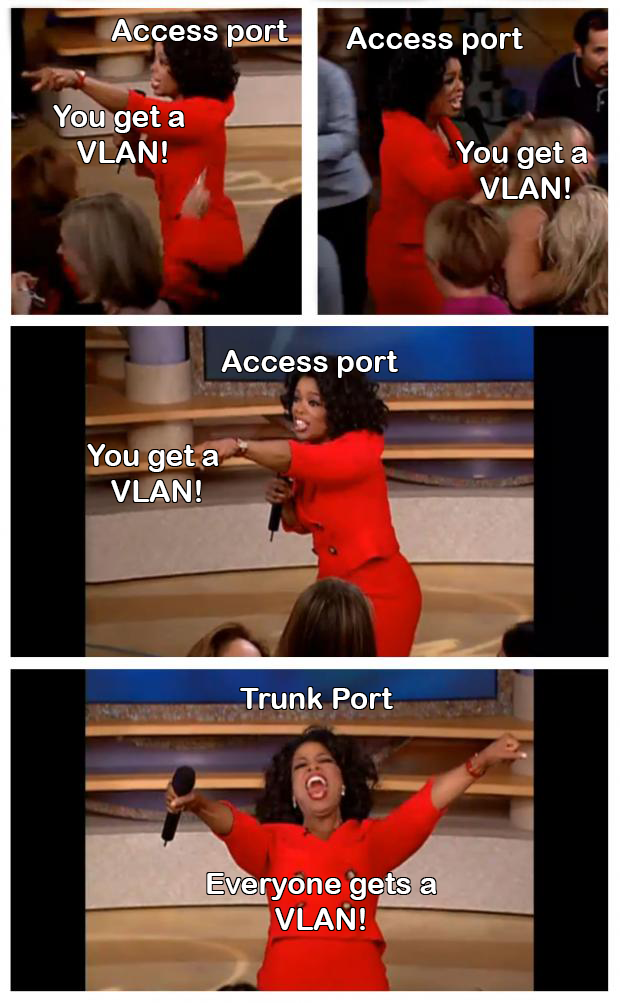 Access port
You get a
VLAN!
Access port
You get a
VLAN!
Access port
You get a
VLAN!
Trunk Port
Everyone gets a
VLAN!